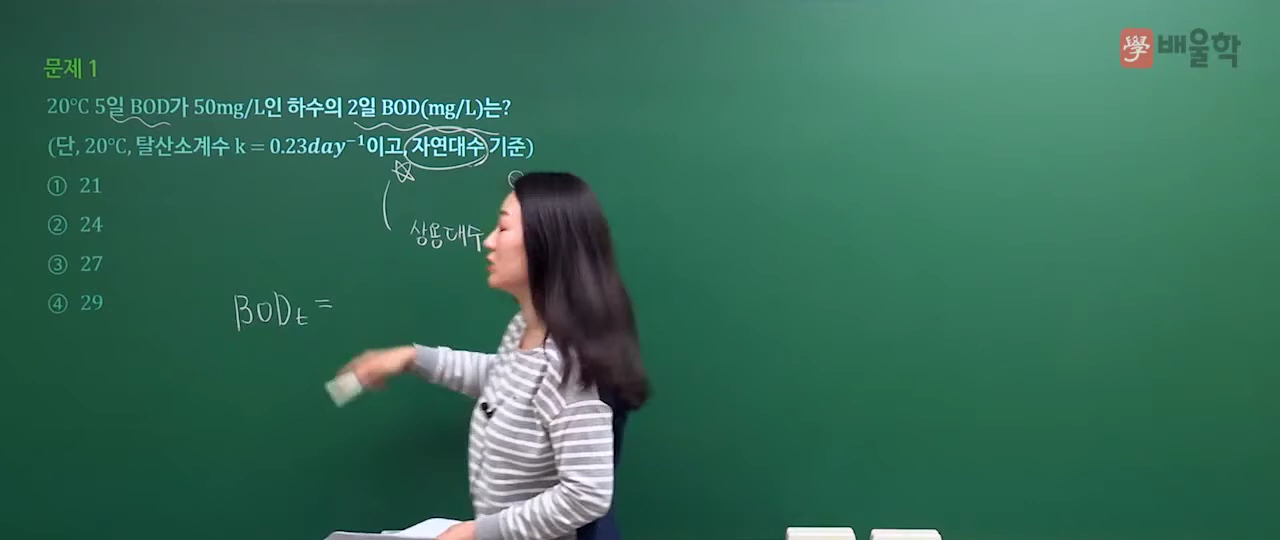 學 배울학
문제 1
20℃ 5일 BOD가 50mg/L인 하수의 2일 BOD(mg/L)는?
(단, 20℃, 탈산소계수 k = 0.23day⁻¹이고, 자연대수 기준)
① 21
② 24
③ 27
④ 29
상용대수
BODt =